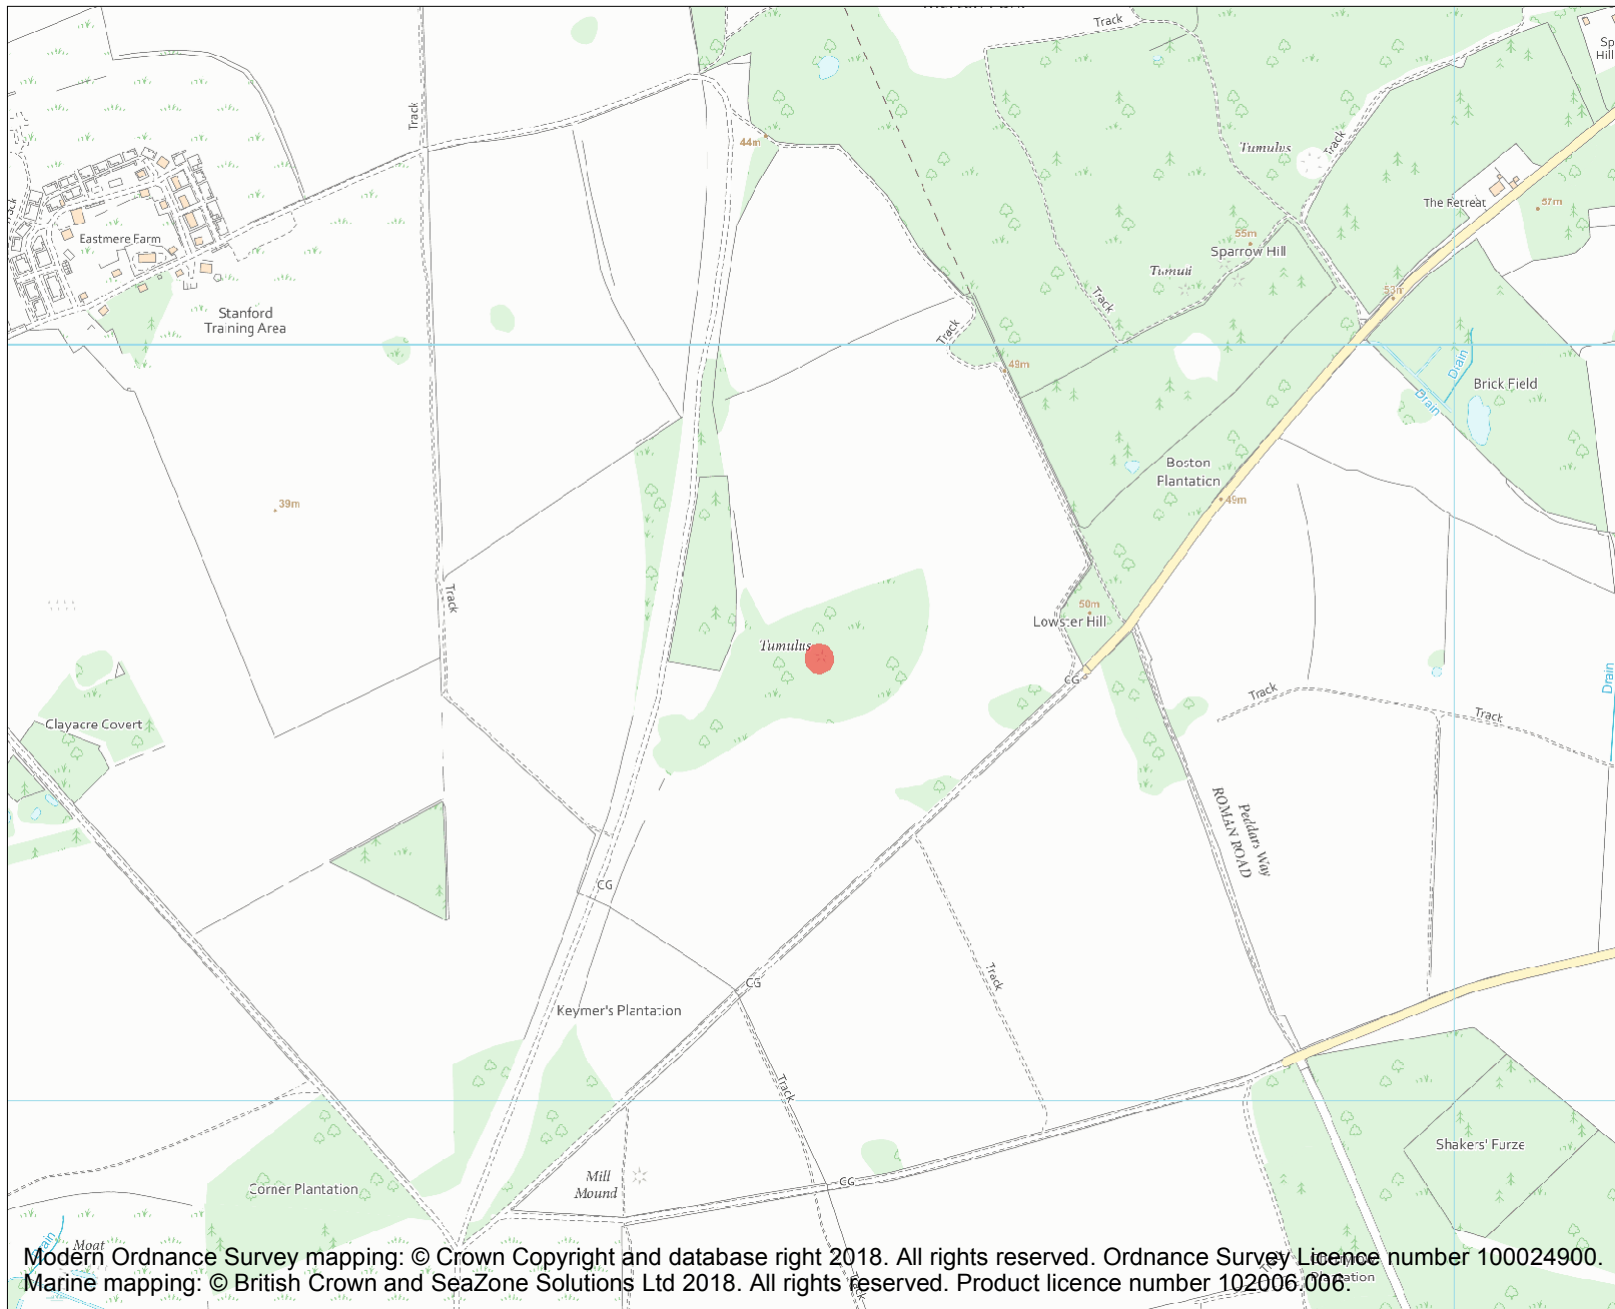 Track
Track
Sp
Hill
44m
Tumulus
Track
The Retreat
57m
Eastmere Farm
55m
Sparrow Hill
Tumuli
Track
53m
Stanford
Training Area
Track
49m
Drain
Brick Field
Drain
Boston
Plantation
49m
39m
Track
50m
Lowster Hill
Tumulus
CG
Track
Track
Drain
Clayacre Covert
Peddars Way
ROMAN ROAD
CG
CG
Track
Keymer's Plantation
Track
Shakers' Furze
Mill
Mound
CG
Corner Plantation
Moat
Drain
Track
Track
Modern Ordnance Survey mapping: © Crown Copyright and database right 2018. All rights reserved. Ordnance Survey Licence number 100024900.
Marine mapping: © British Crown and SeaZone Solutions Ltd 2018. All rights reserved. Product licence number 102006.006.